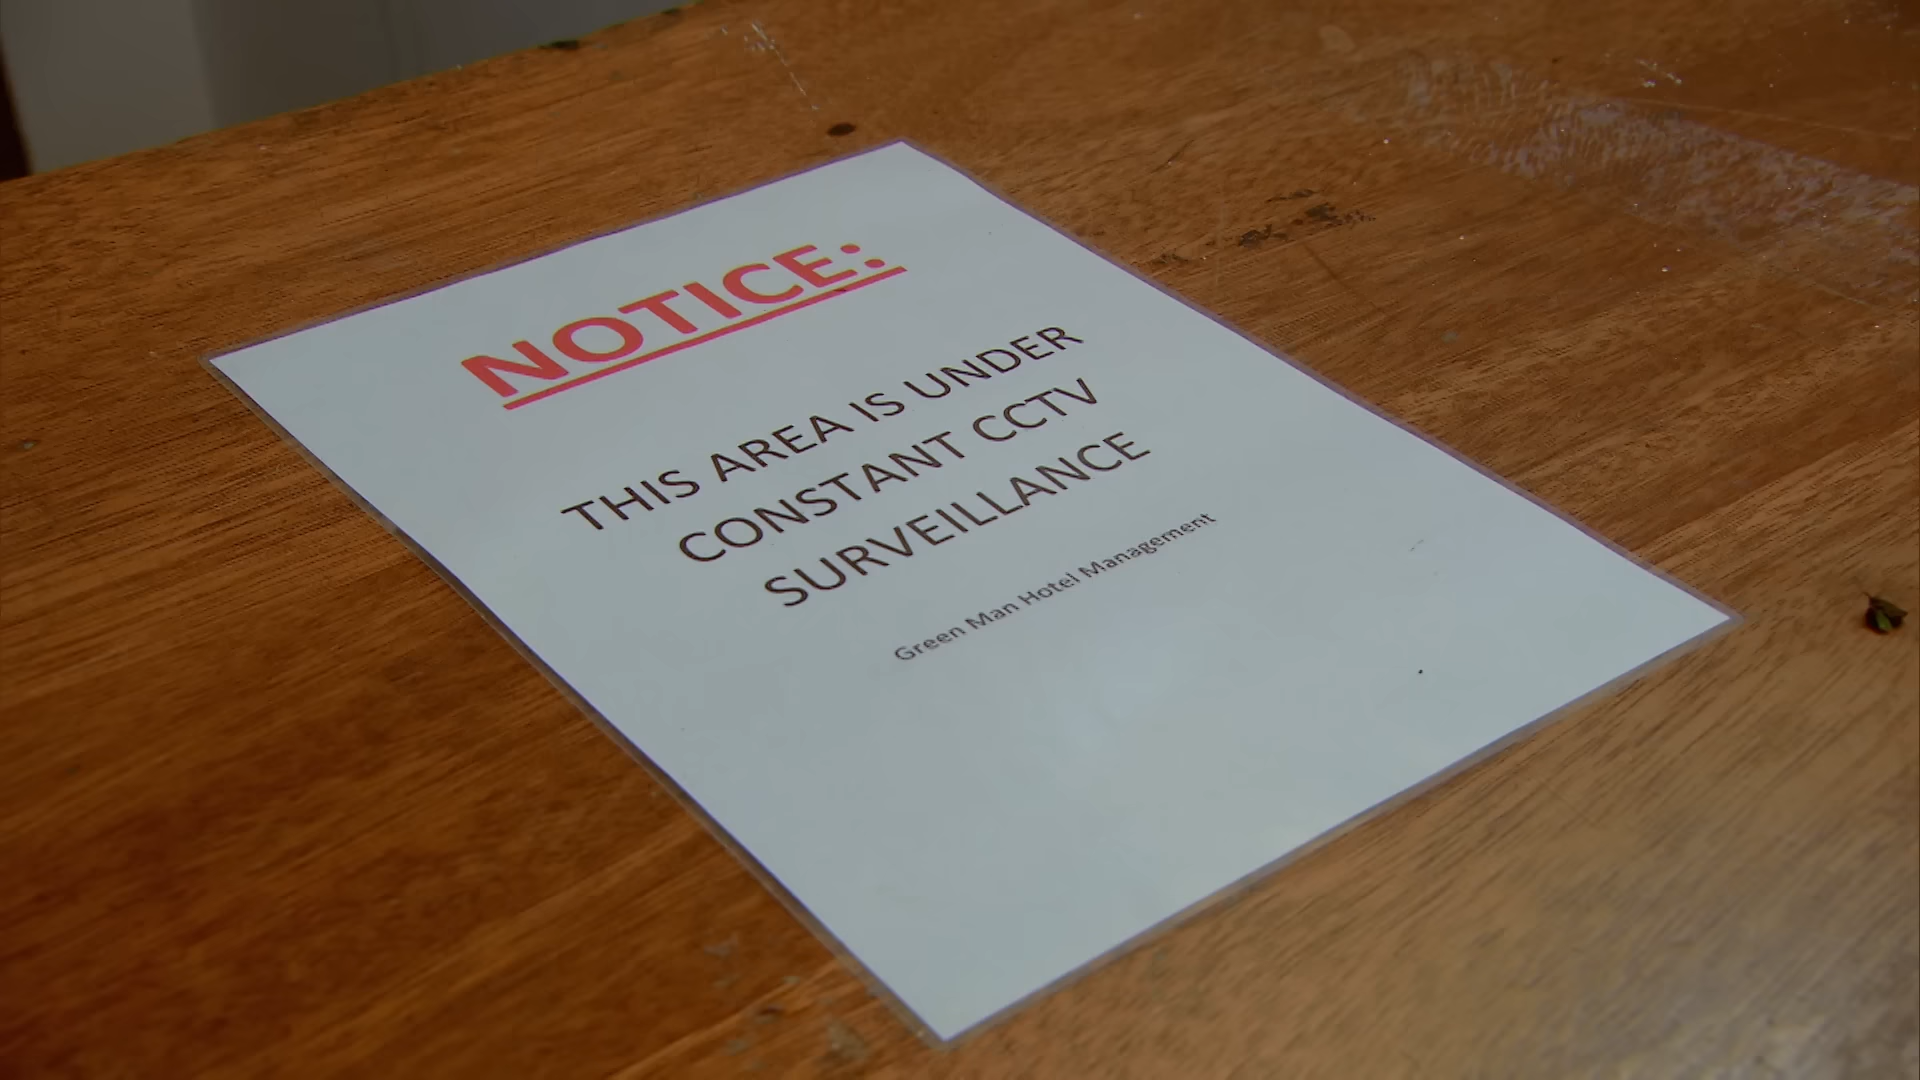 NOTICE:
THIS AREA IS UNDER
CONSTANT CCTV
SURVEILLANCE
Green Man Hotel Management